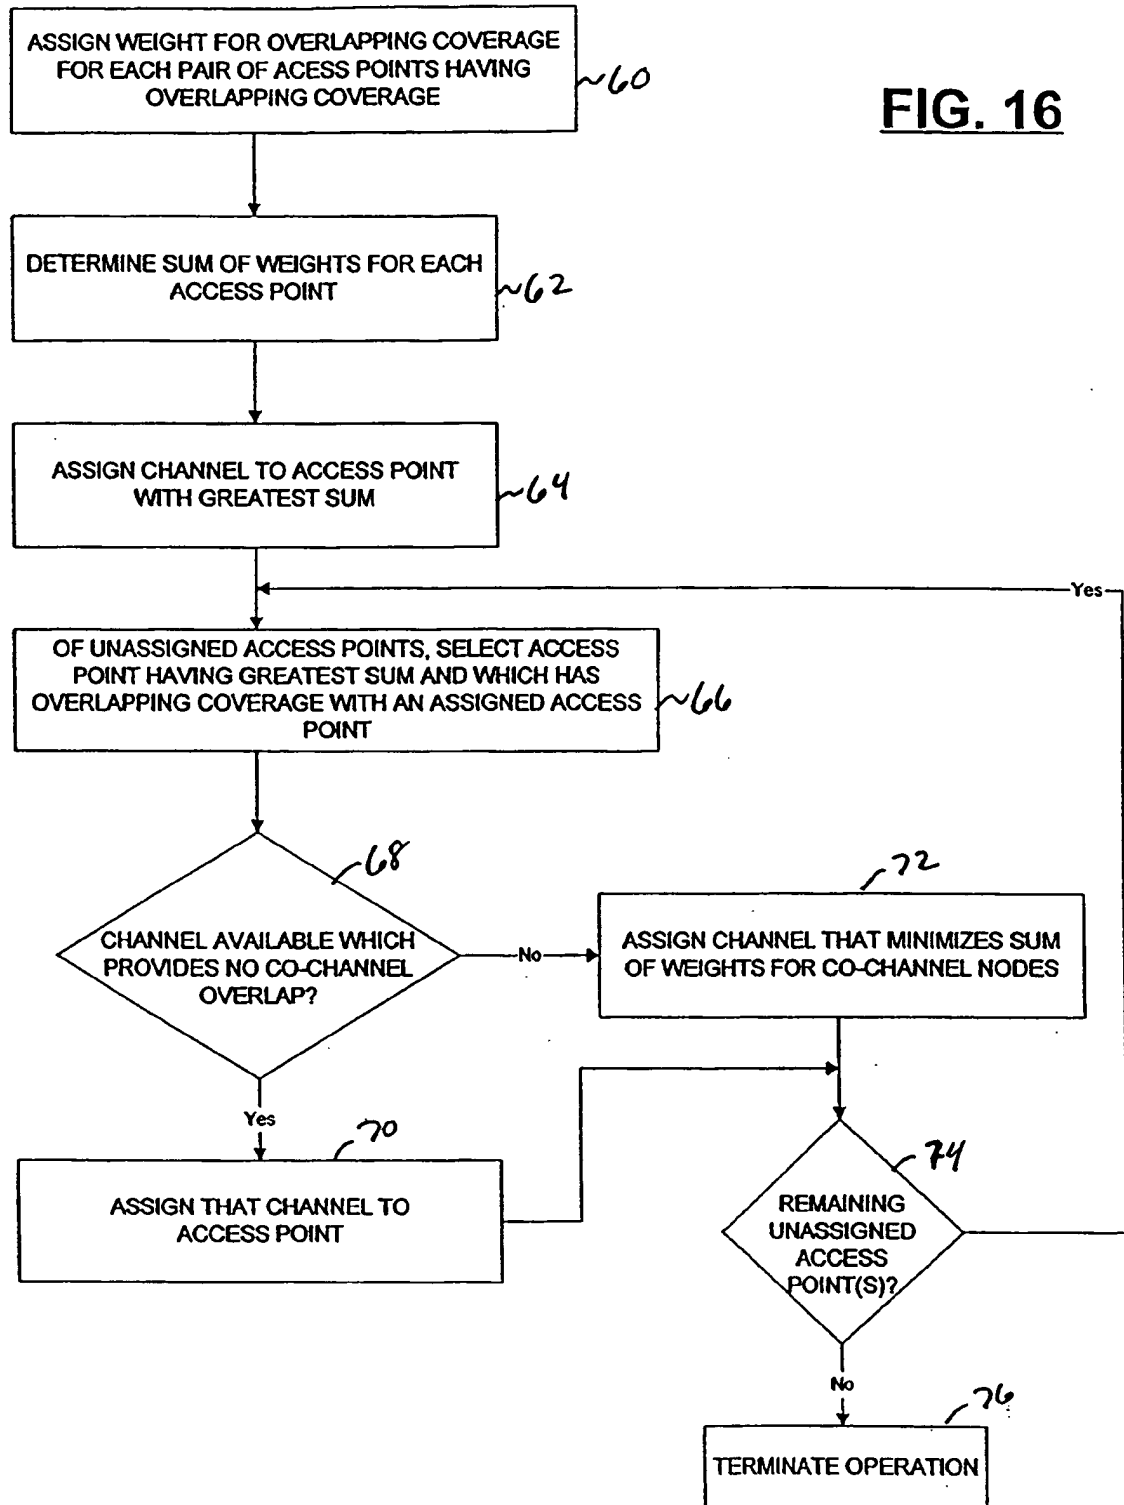 ASSIGN WEIGHT FOR OVERLAPPING COVERAGE
FOR EACH PAIR OF ACESS POINTS HAVING
OVERLAPPING COVERAGE
60
FIG. 16
DETERMINE SUM OF WEIGHTS FOR EACH
ACCESS POINT
62
ASSIGN CHANNEL TO ACCESS POINT
WITH GREATEST SUM
64
Yes
OF UNASSIGNED ACCESS POINTS, SELECT ACCESS
POINT HAVING GREATEST SUM AND WHICH HAS
OVERLAPPING COVERAGE WITH AN ASSIGNED ACCESS
POINT
66
68
CHANNEL AVAILABLE WHICH
PROVIDES NO CO-CHANNEL
OVERLAP?
No
72
ASSIGN CHANNEL THAT MINIMIZES SUM
OF WEIGHTS FOR CO-CHANNEL NODES
Yes
70
ASSIGN THAT CHANNEL TO
ACCESS POINT
74
REMAINING
UNASSIGNED
ACCESS
POINT(S)?
No
76
TERMINATE OPERATION